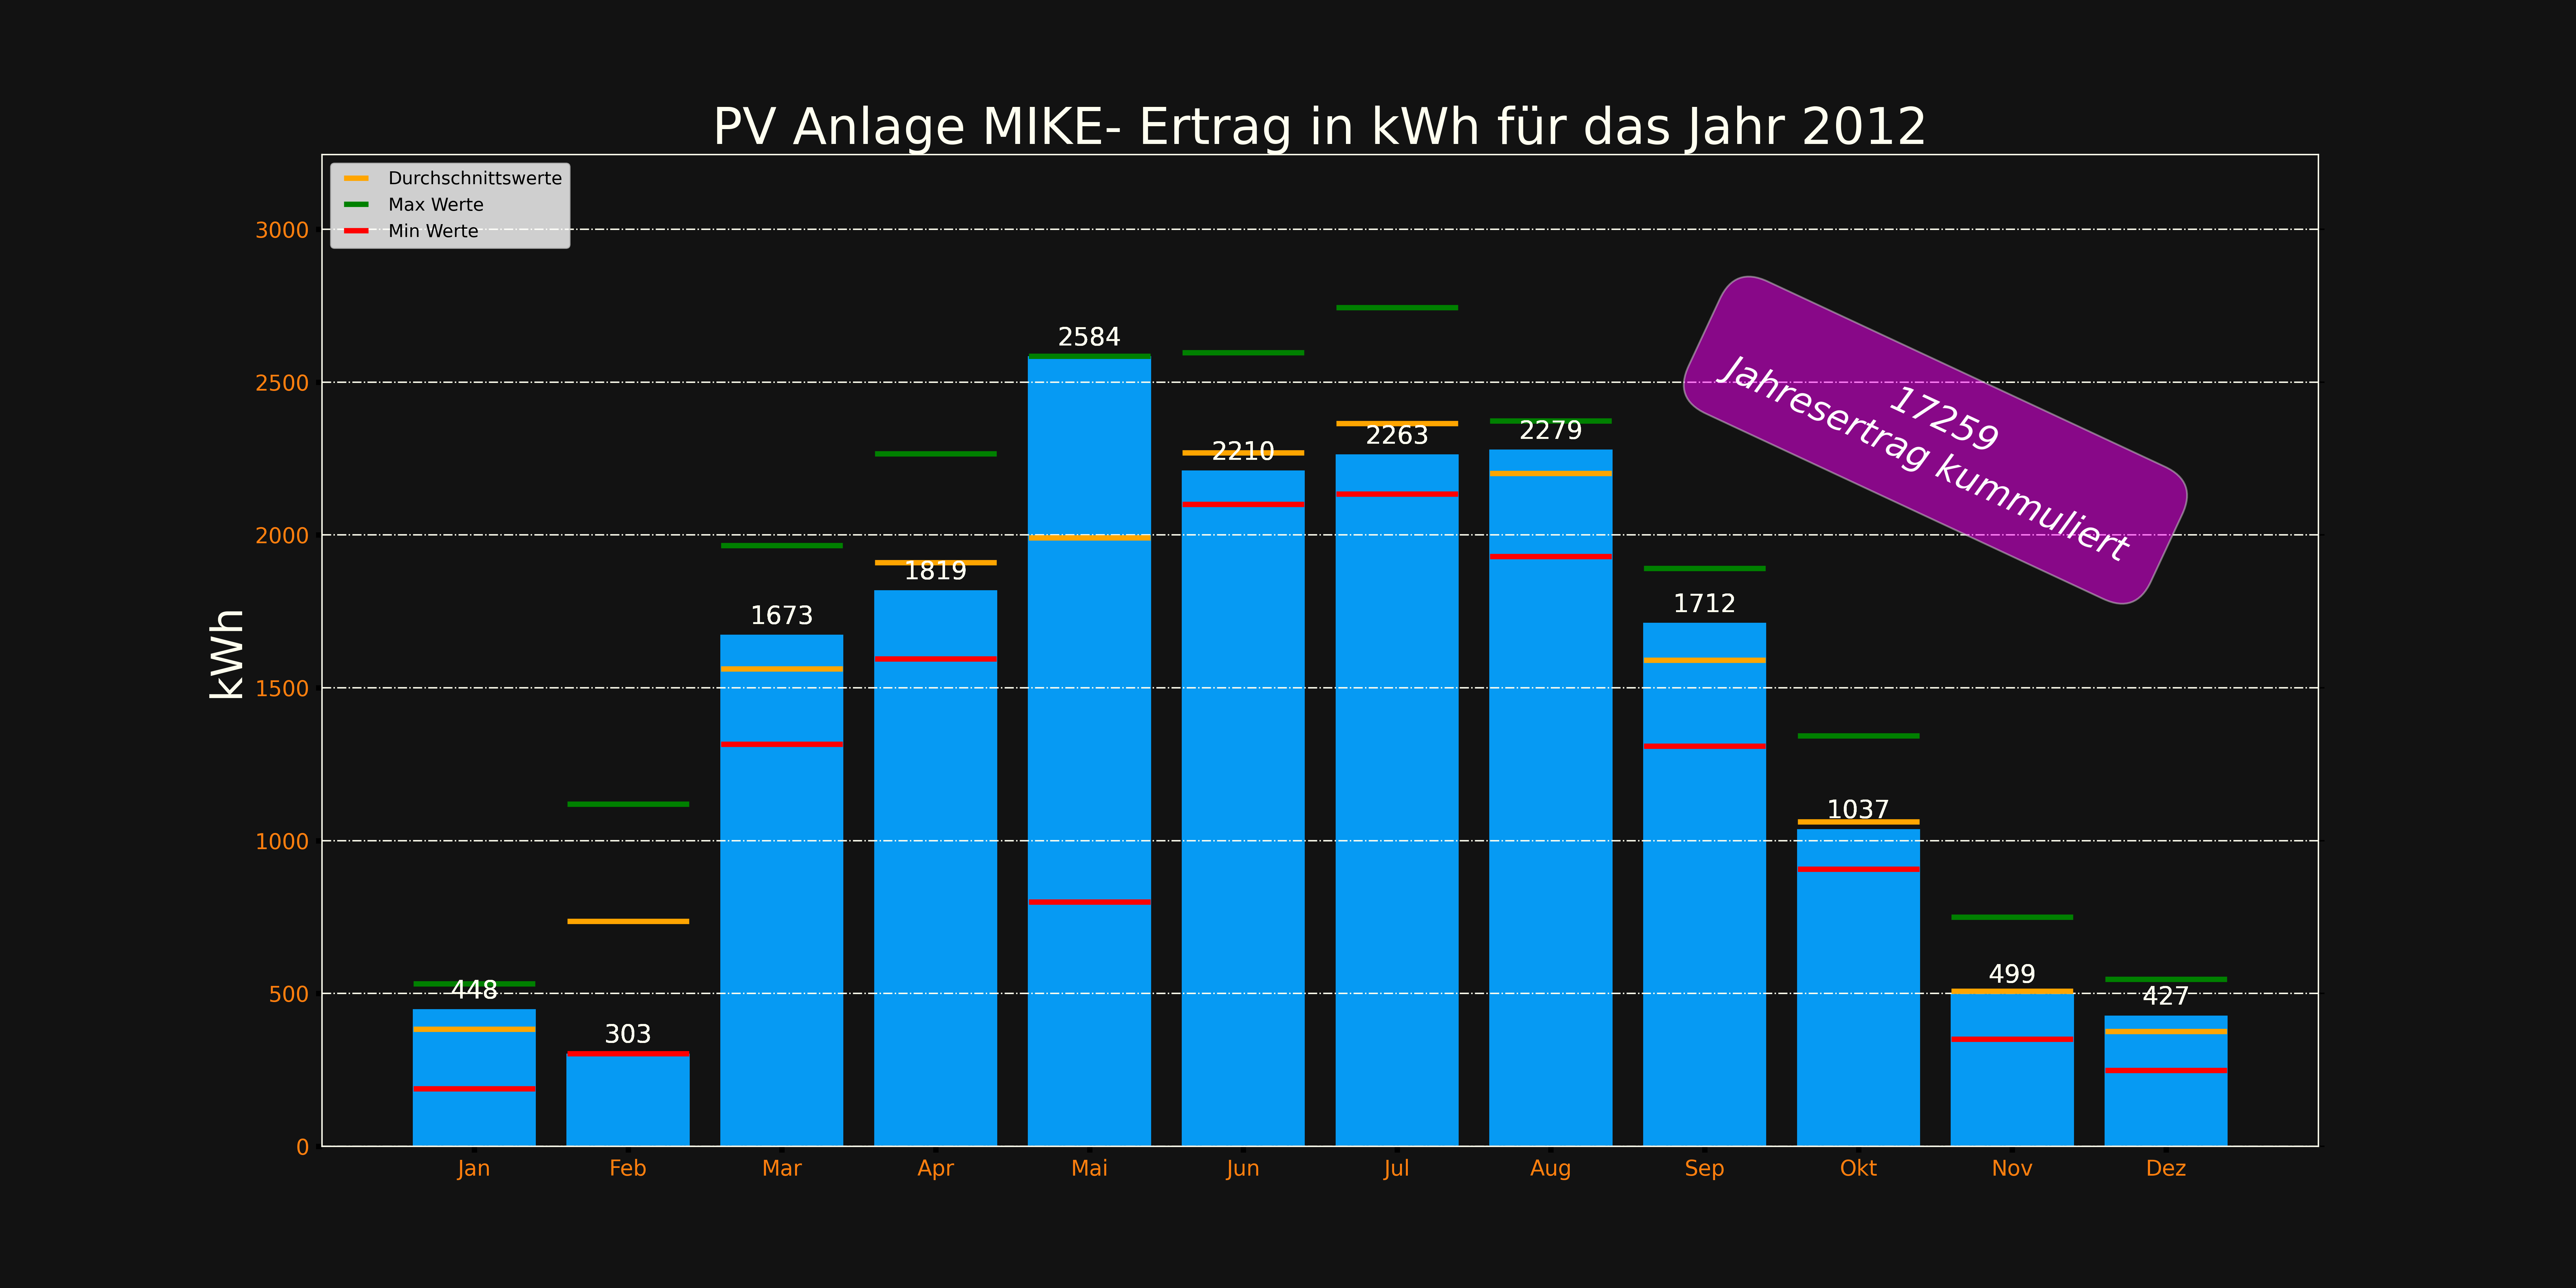 PV Anlage MIKE- Ertrag in kWh für das Jahr 2012
Durchschnittswerte
Max Werte
Min Werte
kWh
3000
2500
2000
1500
1000
500
0
448
303
1673
1819
2584
2210
2263
2279
1712
1037
499
427
17259
Jahresertrag kummuliert
Jan
Feb
Mar
Apr
Mai
Jun
Jul
Aug
Sep
Okt
Nov
Dez